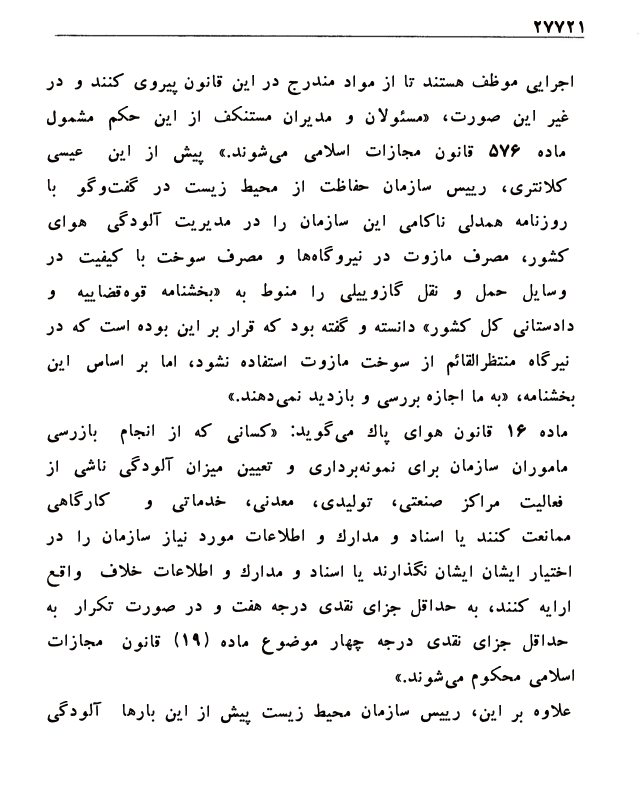 ۲۷۷۲۱
اجرایی موظف هستند تا از مواد مندرج در این قانون پیروی کنند و در
غیر این صورت، «مسئولان و مدیران مستنکف از این حکم مشمول
ماده ۵۷۶ قانون مجازات اسلامی می‌شوند.» پیش از این عیسی
کلانتری، رییس سازمان حفاظت از محیط زیست در گفت‌وگو با
روزنامه همدلی ناکامی این سازمان را در مدیریت آلودگی هوای
کشور، مصرف مازوت در نیروگاه‌ها و مصرف سوخت با کیفیت در
وسایل حمل و نقل گازوییلی را منوط به «بخشنامه قوه‌قضاییه و
دادستانی کل کشور» دانسته و گفته بود که قرار بر این بوده است که در
نیرگاه منتظرالقائم از سوخت مازوت استفاده نشود، اما بر اساس این
بخشنامه، «به ما اجازه بررسی و بازدید نمی‌دهند.»
ماده ۱۶ قانون هوای پاك می‌گوید: «کسانی که از انجام بازرسی
ماموران سازمان برای نمونه‌برداری و تعیین میزان آلودگی ناشی از
فعالیت مراکز صنعتی، تولیدی، معدنی، خدماتی و کارگاهی
ممانعت کنند یا اسناد و مدارك و اطلاعات مورد نیاز سازمان را در
اختیار ایشان ایشان نگذارند یا اسناد و مدارك و اطلاعات خلاف واقع
ارایه کنند، به حداقل جزای نقدی درجه هفت و در صورت تکرار به
حداقل جزای نقدی درجه چهار موضوع ماده (۱۹) قانون مجازات
اسلامی محکوم می‌شوند.»
علاوه بر این، رییس سازمان محیط زیست پیش از این بارها آلودگی